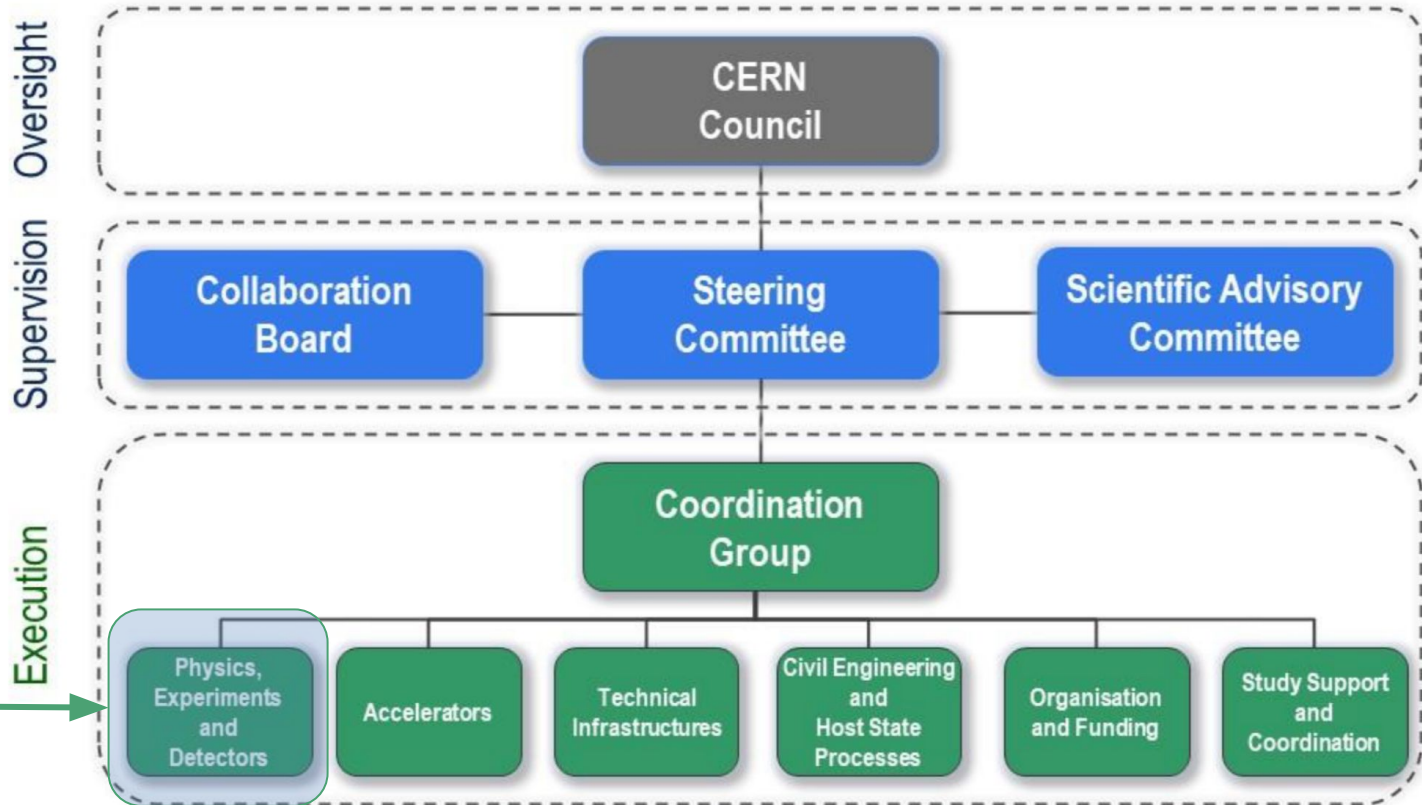 Oversight
CERN
Council
Supervision
Collaboration
Board
Steering
Committee
Scientific Advisory
Committee
Execution
Coordination
Group
Physics,
Experiments
and
Detectors
Accelerators
Technical
Infrastructures
Civil Engineering
and
Host State
Processes
Organisation
and Funding
Study Support
and
Coordination